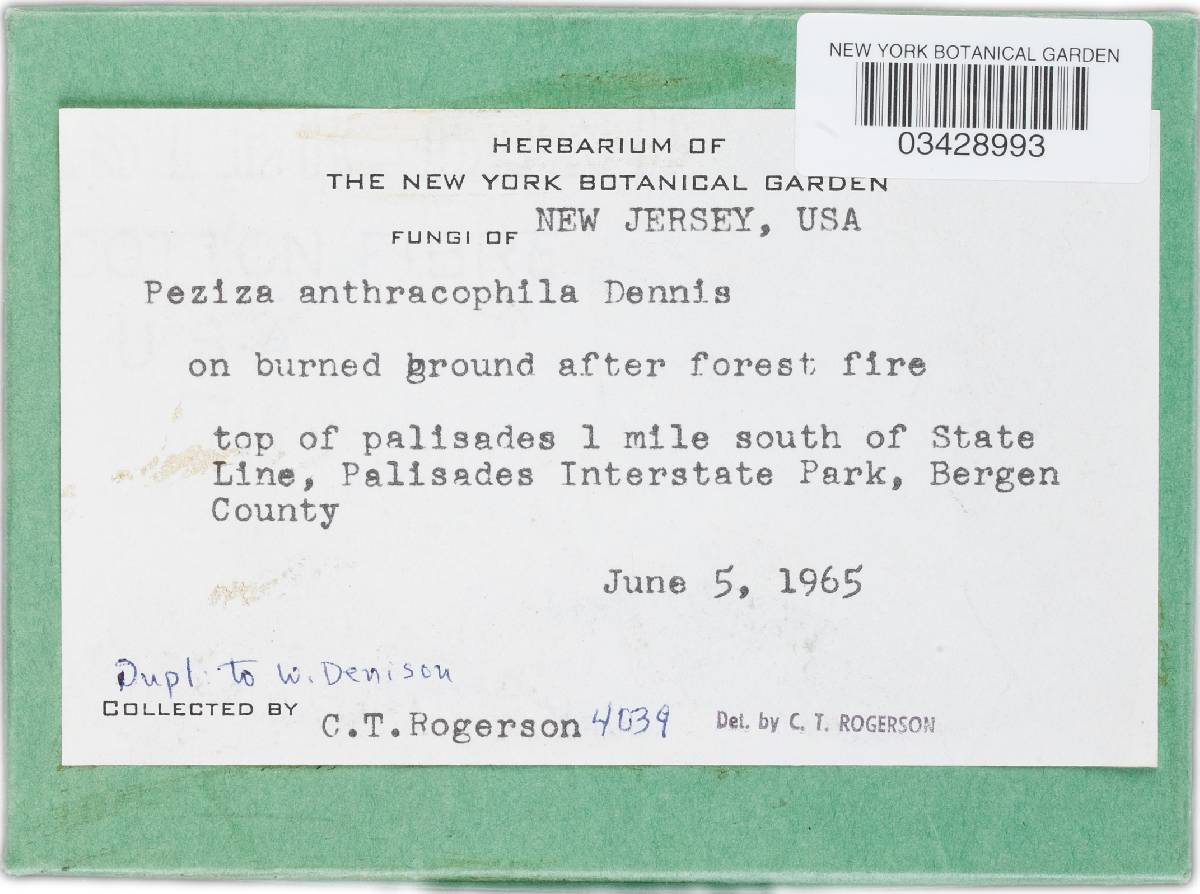 NEW YORK BOTANICAL GARDEN
03428993
HERBARIUM OF
THE NEW YORK BOTANICAL GARDEN
FUNGI OF NEW JERSEY, USA
Peziza anthracophila Dennis
on burned ground after forest fire
top of palisades 1 mile south of State
Line, Palisades Interstate Park, Bergen
County
June 5, 1965
Dupl. to W. Denison
COLLECTED BY C.T.Rogerson 4039 Det. by C. T. ROGERSON